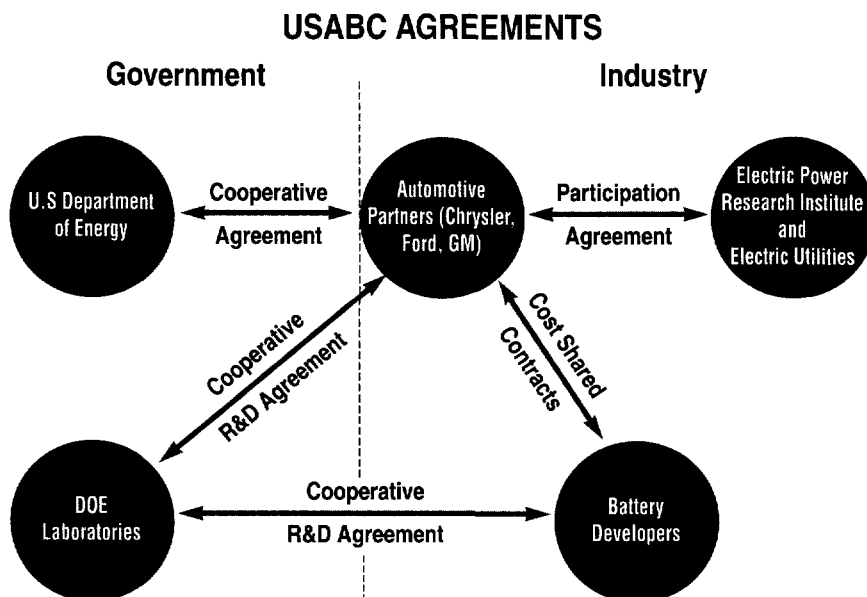 USABC AGREEMENTS
Government
Industry
U.S Department
of Energy
Cooperative
Agreement
Automotive
Partners (Chrysler,
Ford, GM)
Participation
Agreement
Electric Power
Research Institute
and
Electric Utilities
Cooperative
R&D Agreement
Cost Shared
Contracts
DOE
Laboratories
Cooperative
R&D Agreement
Battery
Developers